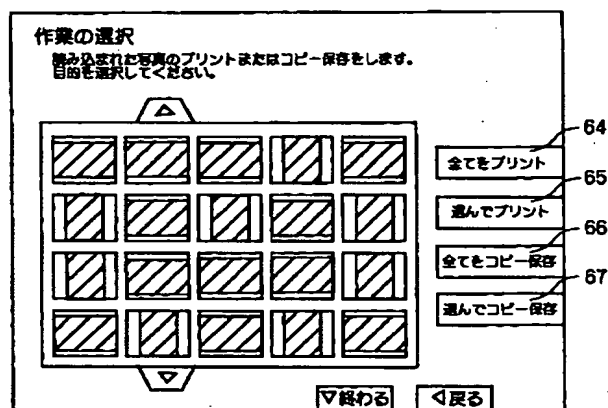 作業の選択
読み込まれた写真のプリントまたはコピー保存をします。
目的を選択してください。
△
64
全てをプリント
65
選んでプリント
66
全てをコピー保存
67
選んでコピー保存
▽
▽終わる
◁戻る